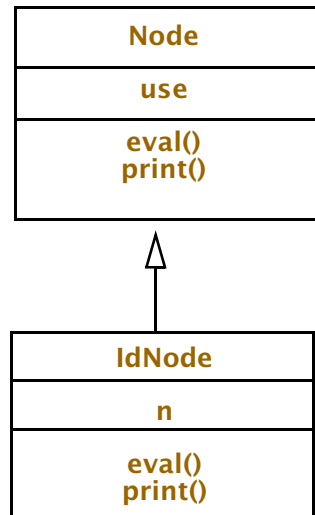 Node
use
eval()
print()
IdNode
n
eval()
print()